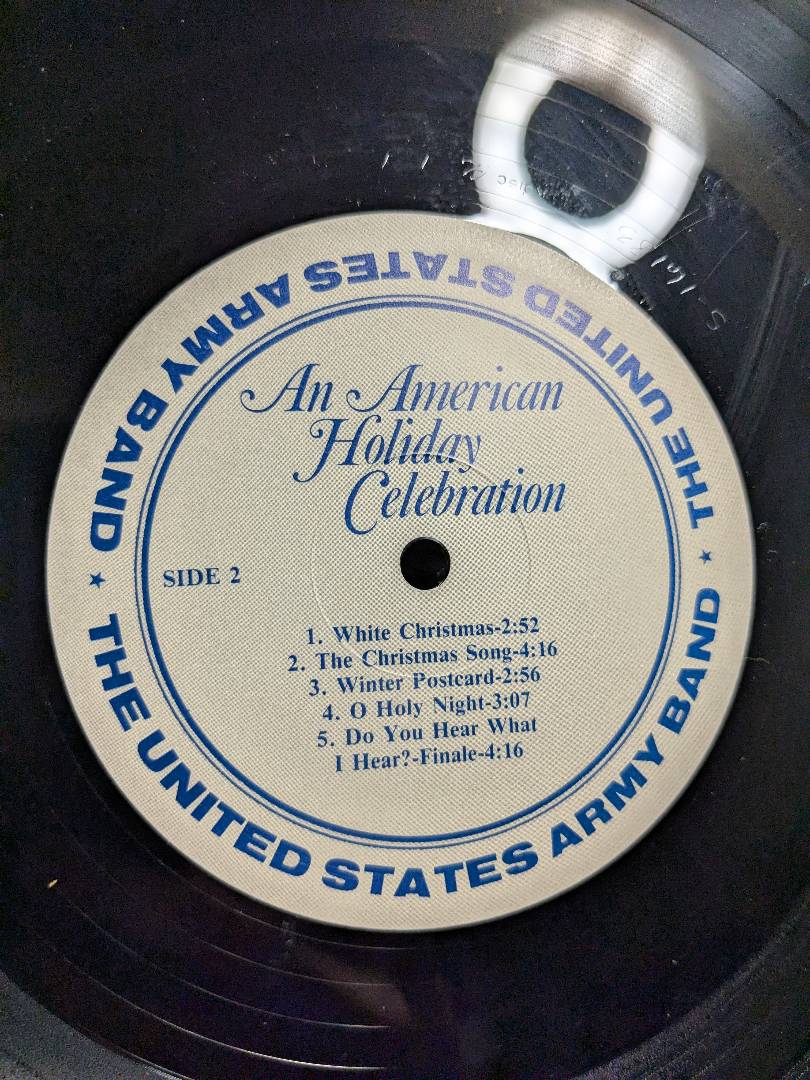 THE UNITED STATES ARMY BAND
An American
Holiday
Celebration
SIDE 2
1. White Christmas-2:52
2. The Christmas Song-4:16
3. Winter Postcard-2:56
4. O Holy Night-3:07
5. Do You Hear What
I Hear?-Finale-4:16
THE UNITED STATES ARMY BAND